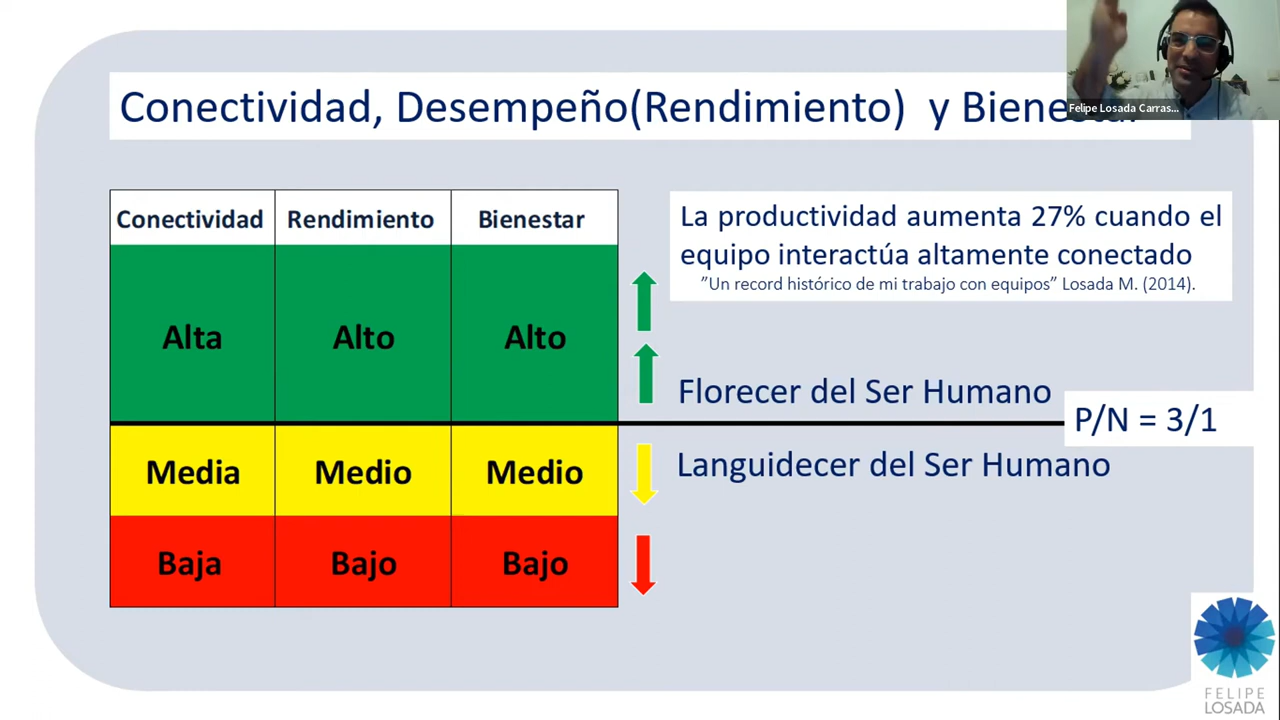 Conectividad, Desempeño(Rendimiento) y
Felipe Losada Carras...
Conectividad Rendimiento Bienestar
Alta Alto Alto
Media Medio Medio
Baja Bajo Bajo
La productividad aumenta 27% cuando el
equipo interactúa altamente conectado
”Un record histórico de mi trabajo con equipos” Losada M. (2014).
Florecer del Ser Humano
P/N = 3/1
Languidecer del Ser Humano
FELIPE
LOSADA